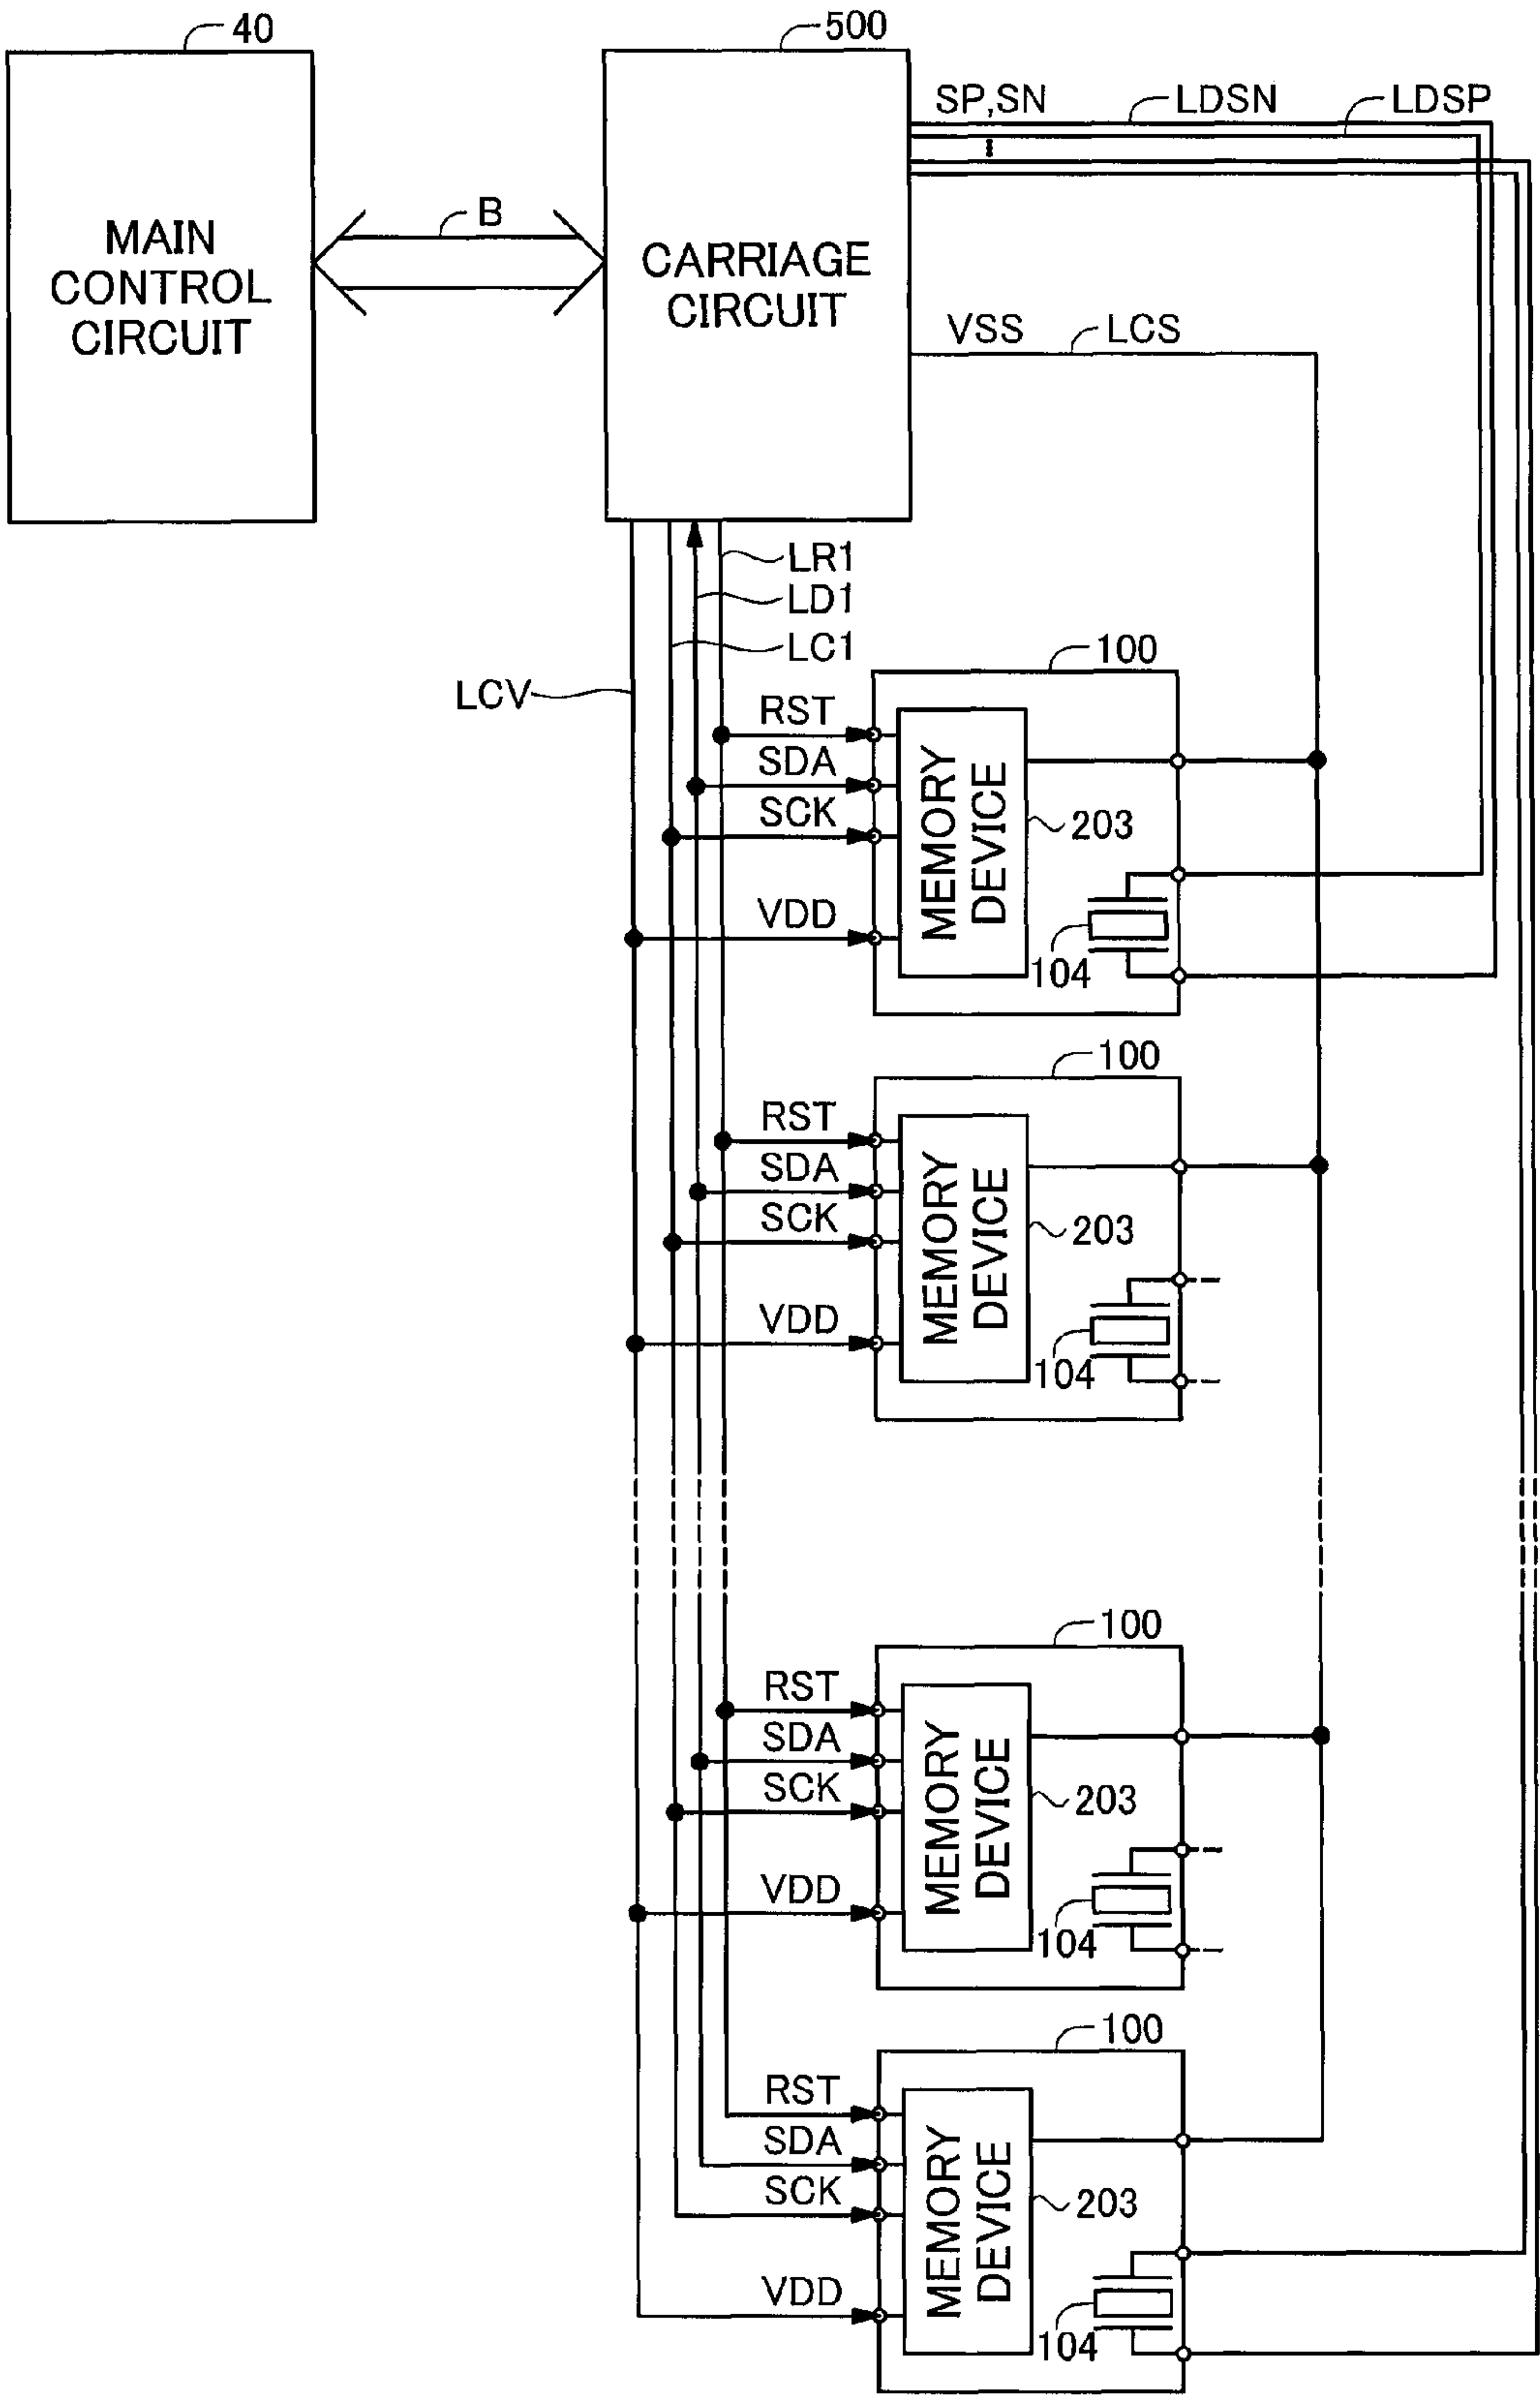 40
500
MAIN
CONTROL
CIRCUIT
B
CARRIAGE
CIRCUIT
SP,SN
LDSN
LDSP
VSS
LCS
LR1
LD1
LC1
LCV
100
RST
SDA
SCK
VDD
MEMORY
DEVICE
203
104
100
RST
SDA
SCK
VDD
MEMORY
DEVICE
203
104
100
RST
SDA
SCK
VDD
MEMORY
DEVICE
203
104
100
RST
SDA
SCK
VDD
MEMORY
DEVICE
203
104